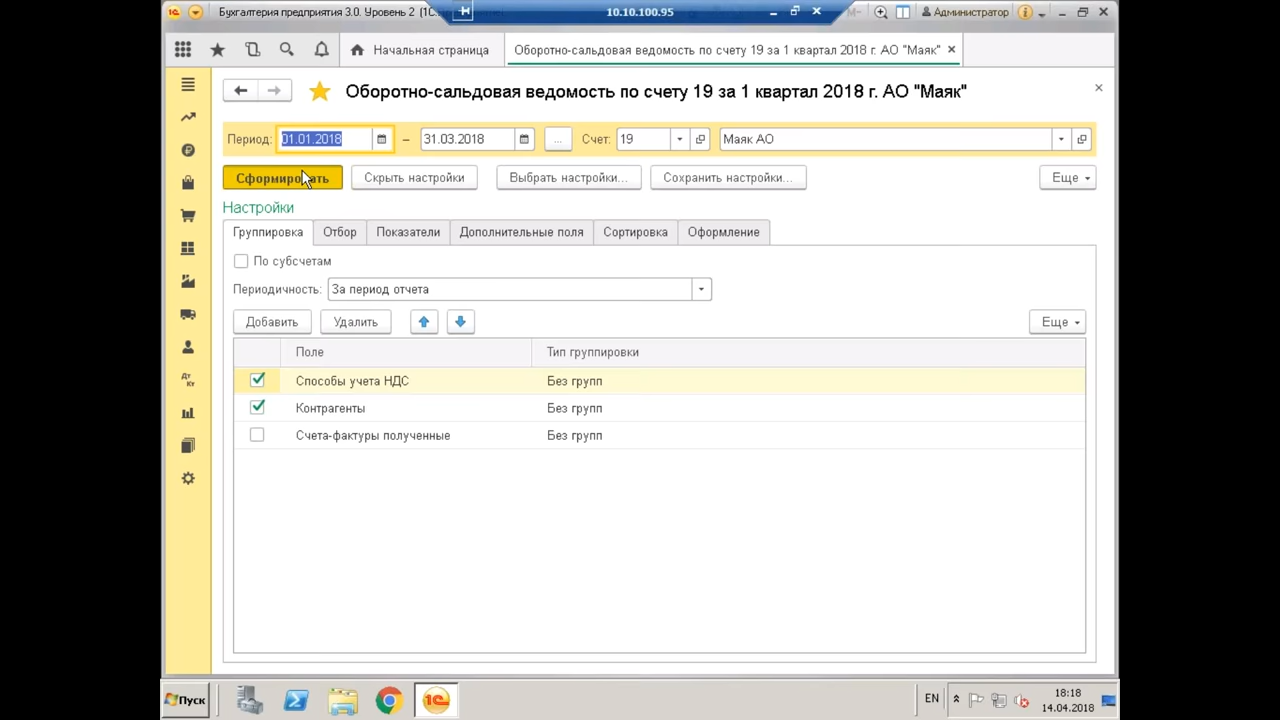 Бухгалтерия предприятия 3.0. Уровень 2 (1С:
10.10.100.95
M-
Администратор
Начальная страница
Оборотно-сальдовая ведомость по счету 19 за 1 квартал 2018 г. АО "Маяк"
Оборотно-сальдовая ведомость по счету 19 за 1 квартал 2018 г. АО "Маяк"
Период: 01.01.2018 – 31.03.2018 ... Счет: 19 Маяк АО
Сформировать Скрыть настройки Выбрать настройки... Сохранить настройки... Еще
Настройки
Группировка Отбор Показатели Дополнительные поля Сортировка Оформление
По субсчетам
Периодичность: За период отчета
Добавить Удалить Еще
Поле Тип группировки
Способы учета НДС Без групп
Контрагенты Без групп
Счета-фактуры полученные Без групп
Дт
Кт
Пуск
1С
EN
18:18
14.04.2018